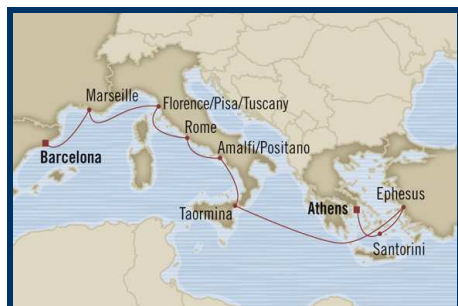 Marseille
Florence/Pisa/Tuscany
Rome
Barcelona
Amalfi/Positano
Taormina
Athens
Ephesus
Santorini